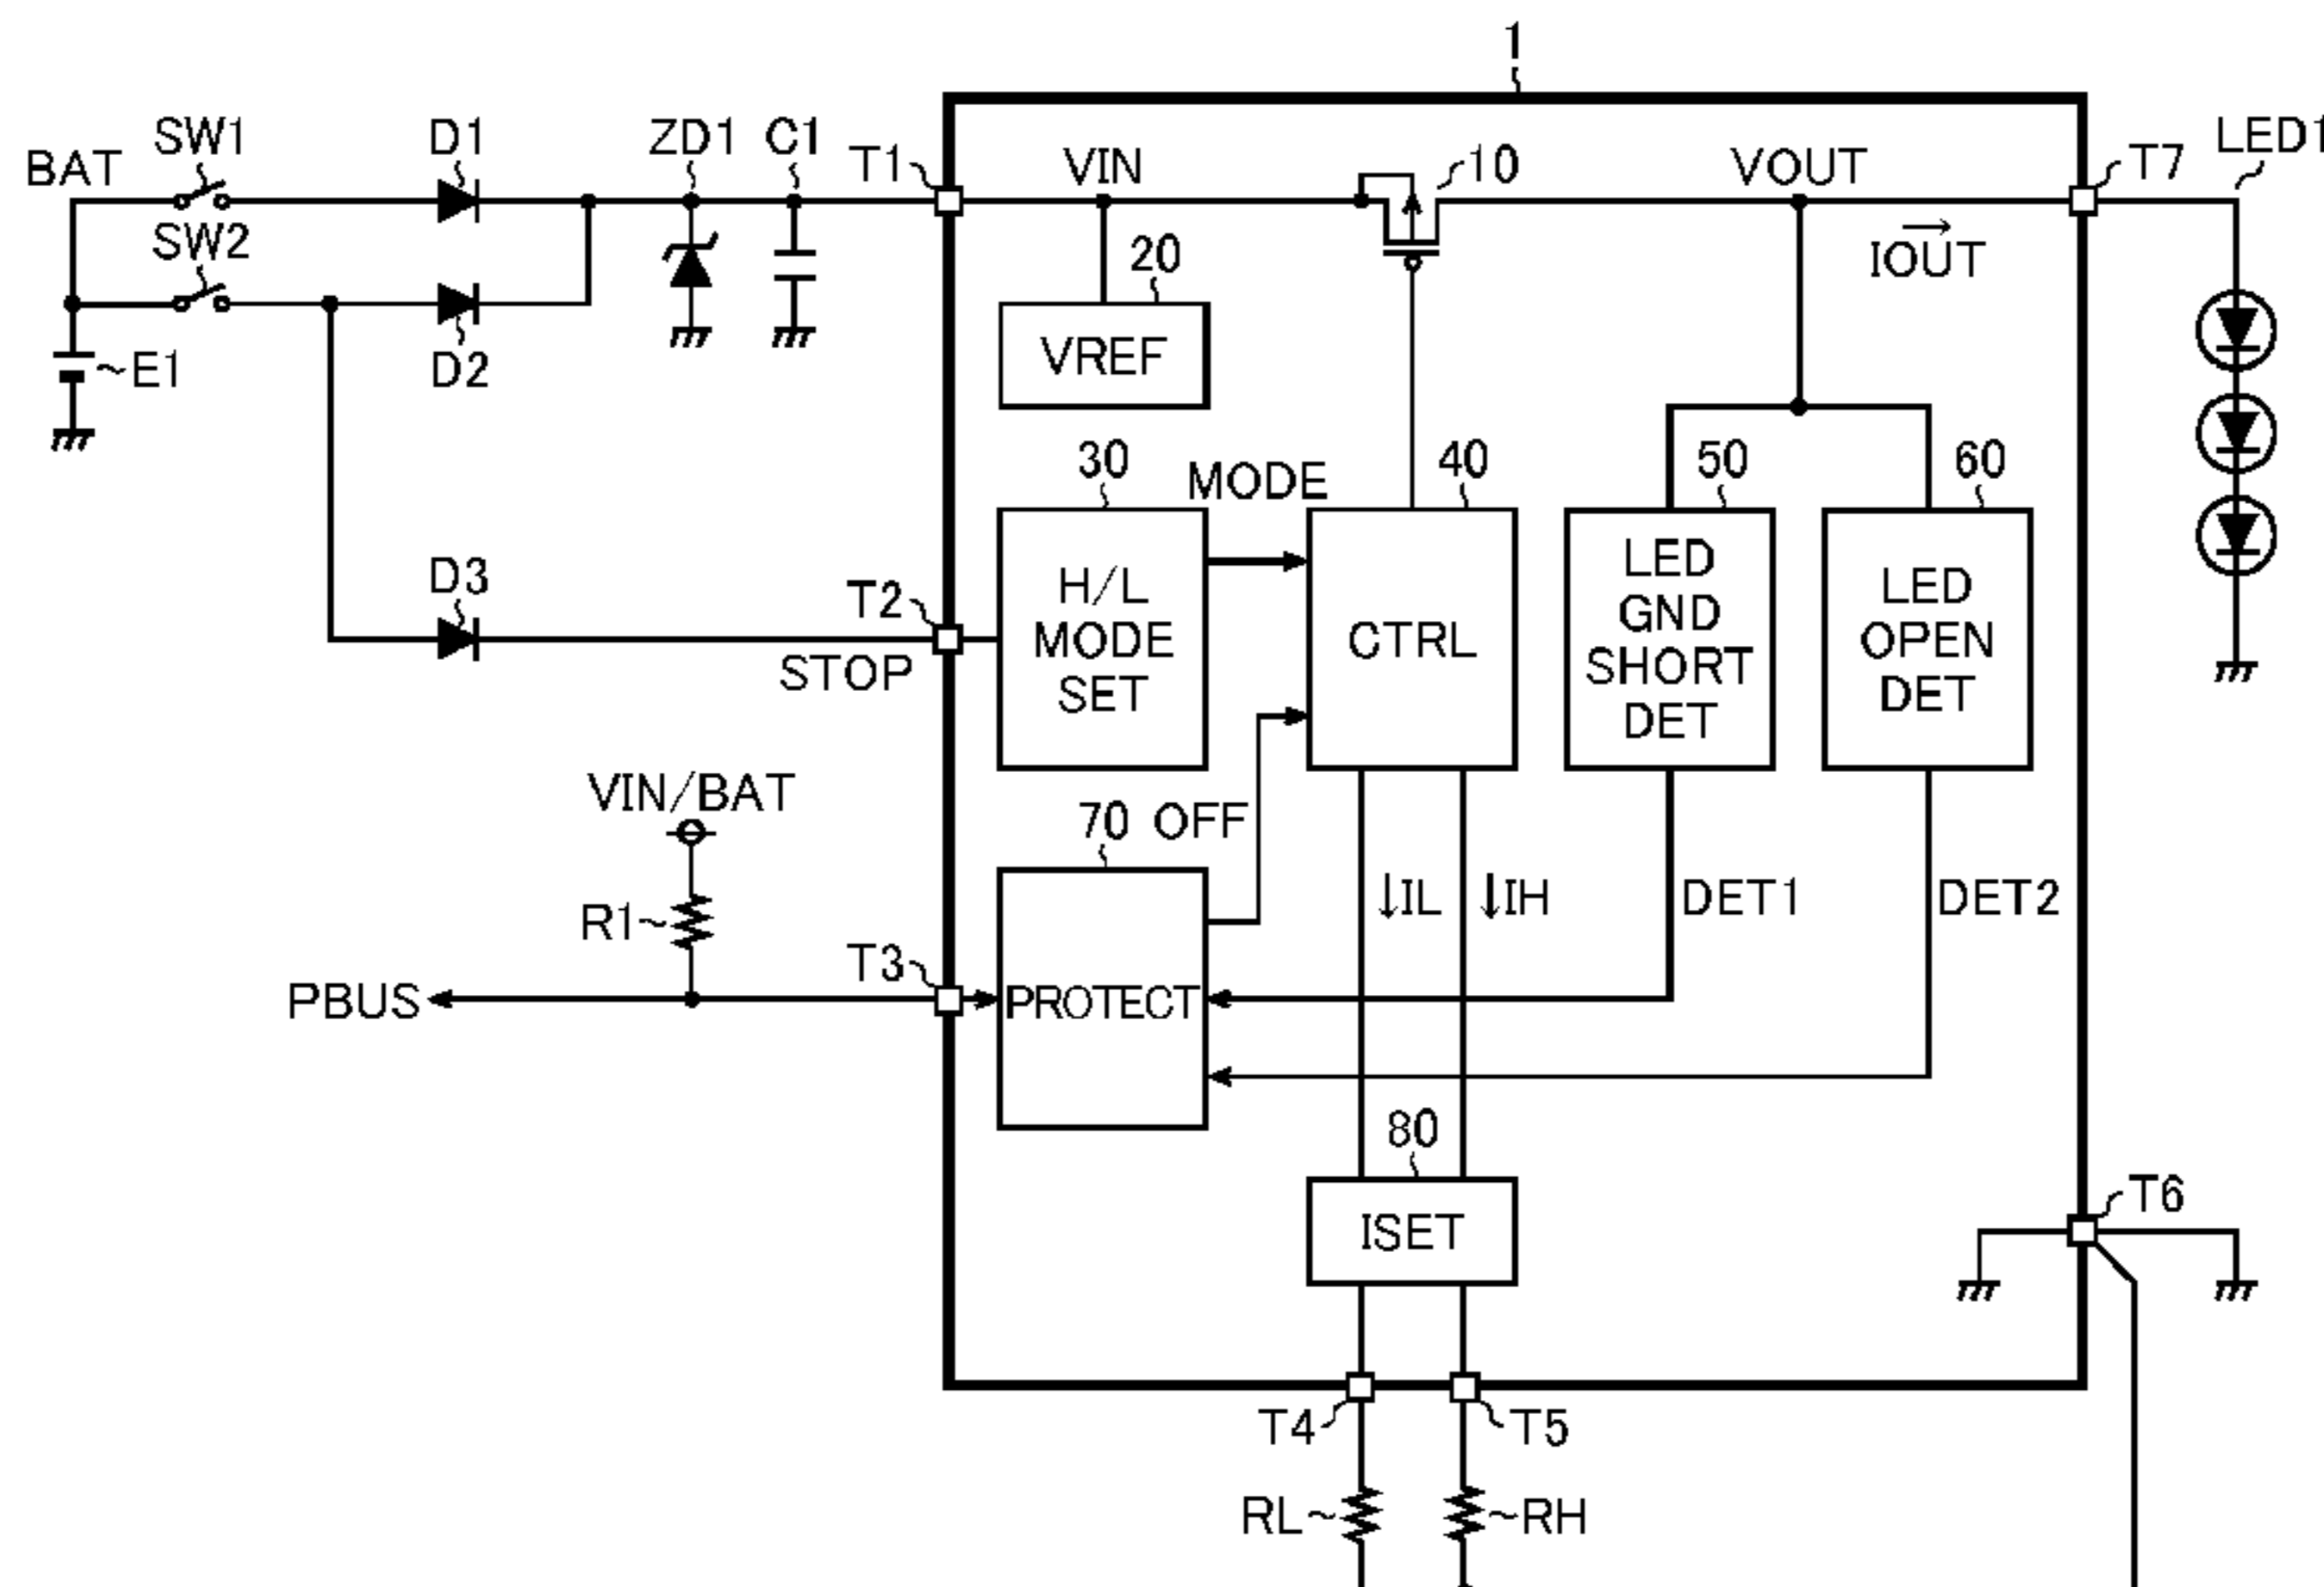 1
SW1
D1
ZD1
C1
T1
VIN
10
VOUT
T7
LED1
BAT
SW2
IOUT
20
VREF
~E1
D2
30
MODE
40
50
60
D3
T2
H/L
MODE
SET
CTRL
LED
GND
SHORT
DET
LED
OPEN
DET
STOP
VIN/BAT
70
OFF
R1~
↓IL
↓IH
DET1
DET2
T3
PBUS
PROTECT
80
T6
ISET
T4
T5
RL~
~RH